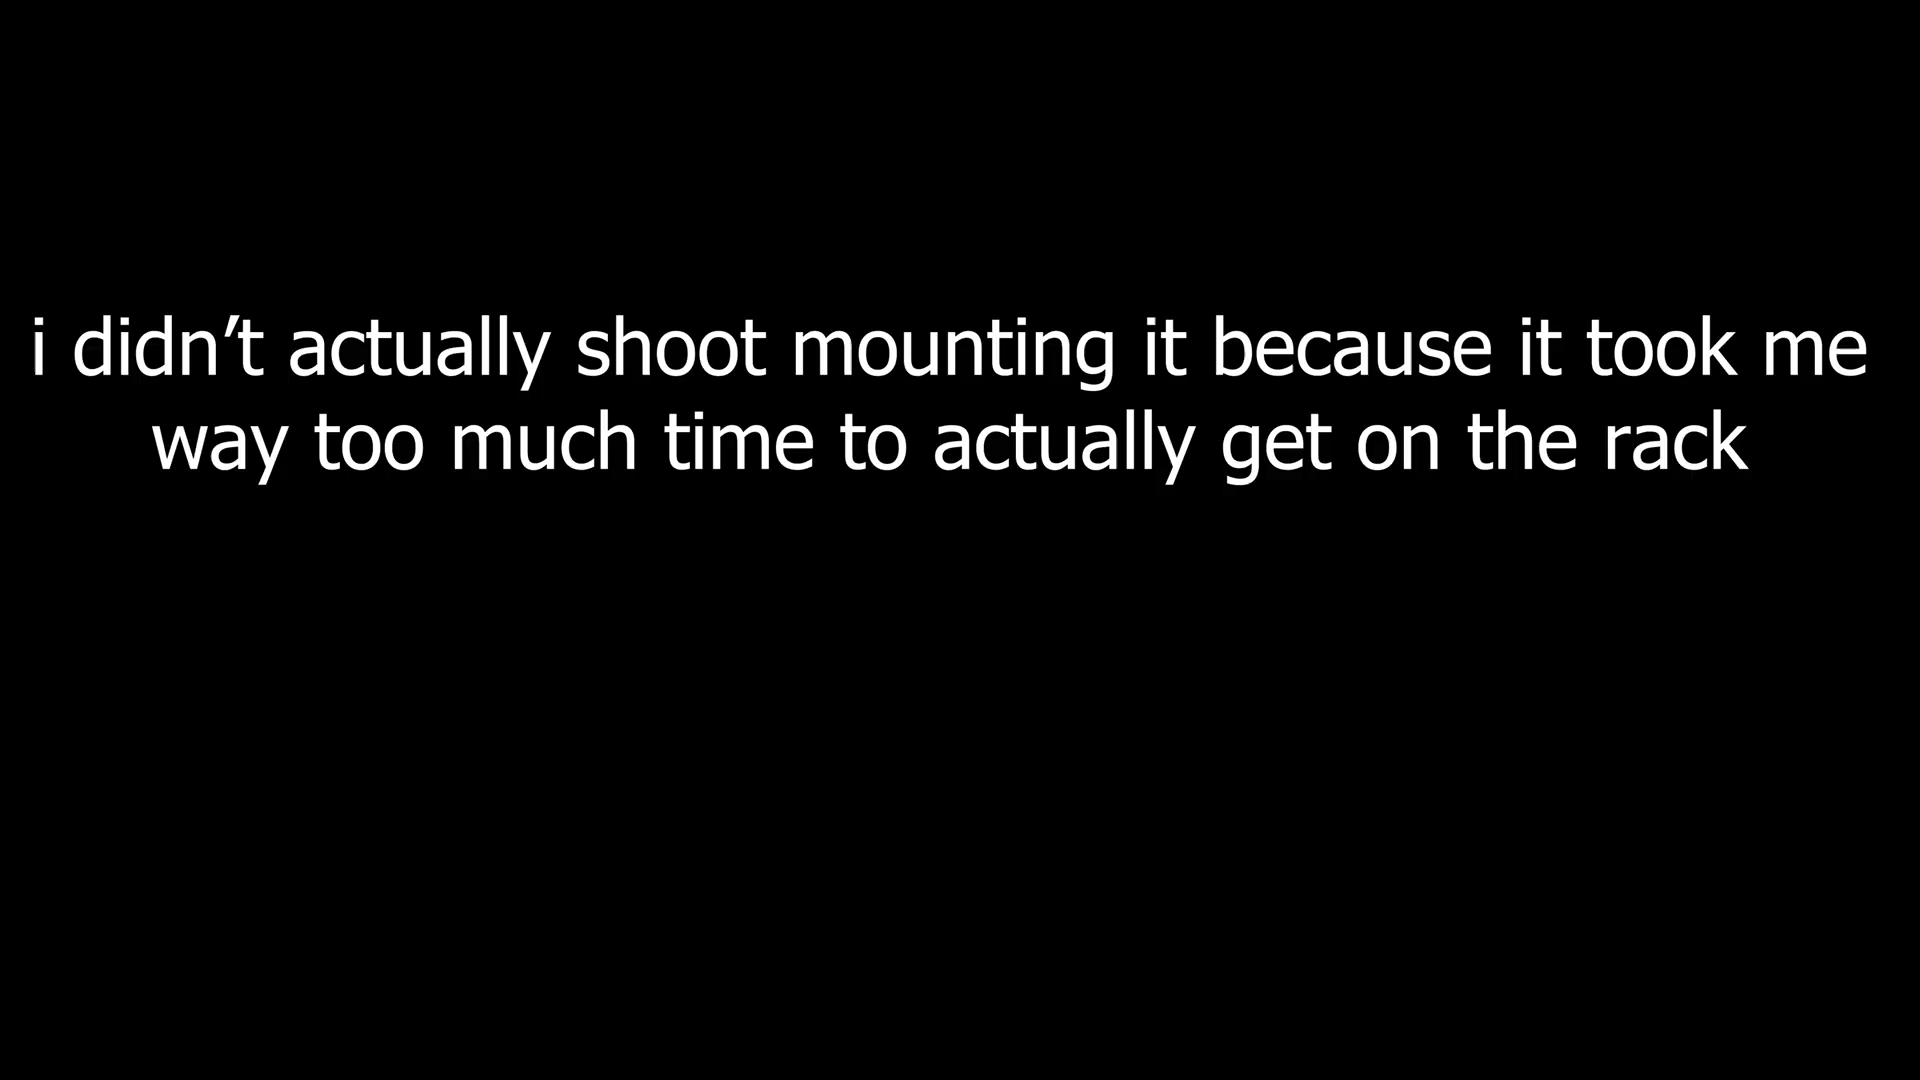 i didn’t actually shoot mounting it because it took me
way too much time to actually get on the rack